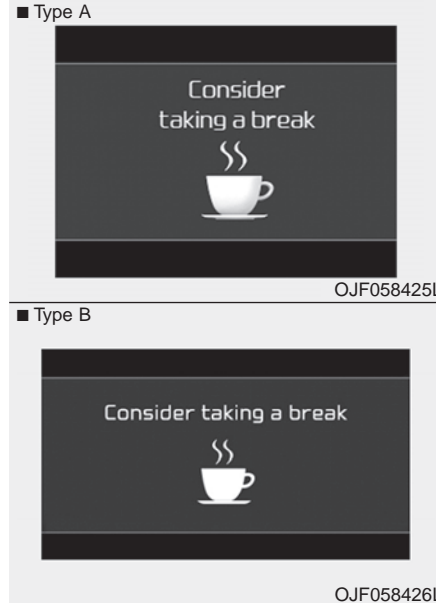 ■ Type A
Consider
taking a break
OJF058425L
■ Type B
Consider taking a break
OJF058426L